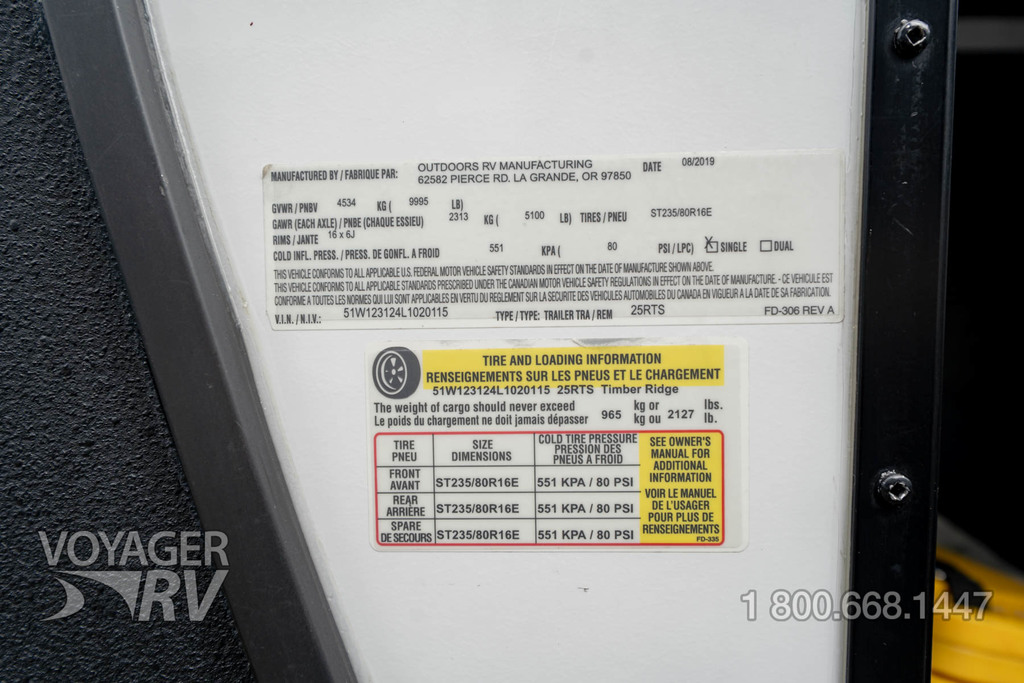 MANUFACTURED BY / FABRIQUE PAR: OUTDOORS RV MANUFACTURING DATE 08/2019
62582 PIERCE RD. LA GRANDE, OR 97850
GVWR / PNBV 4534 KG ( 9995 LB)
GAWR (EACH AXLE) / PNBE (CHAQUE ESSIEU) 2313 KG ( 5100 LB) TIRES / PNEU ST235/80R16E
RIMS / JANTE 16 x 6J
COLD INFL. PRESS. / PRESS. DE GONFL. A FROID 551 KPA ( 80 PSI / LPC) X SINGLE DUAL
THIS VEHICLE CONFORMS TO ALL APPLICABLE U.S. FEDERAL MOTOR VEHICLE SAFETY STANDARDS IN EFFECT ON THE DATE OF MANUFACTURE SHOWN ABOVE.
THIS VEHICLE CONFORMS TO ALL APPLICABLE STANDARDS PRESCRIBED UNDER THE CANADIAN MOTOR VEHICLE SAFETY REGULATIONS IN EFFECT ON THE DATE OF MANUFACTURE. - CE VEHICULE EST
CONFORME A TOUTES LES NORMES QUI LUI SONT APPLICABLES EN VERTU DU REGLEMENT SUR LA SECURITE DES VEHICULES AUTOMOBILES DU CANADA EN VIGUEUR A LA DATE DE SA FABRICATION.
V.I.N. / N.I.V.: 51W123124L1020115 TYPE / TYPE: TRAILER TRA / REM 25RTS FD-306 REV A
TIRE AND LOADING INFORMATION
RENSEIGNEMENTS SUR LES PNEUS ET LE CHARGEMENT
51W123124L1020115 25RTS Timber Ridge
The weight of cargo should never exceed 965 kg or 2127 lbs.
Le poids du chargement ne doit jamais dépasser kg ou lb.
TIRE PNEU SIZE DIMENSIONS COLD TIRE PRESSURE PRESSION DES PNEUS A FROID
FRONT AVANT ST235/80R16E 551 KPA / 80 PSI
REAR ARRIÈRE ST235/80R16E 551 KPA / 80 PSI
SPARE DE SECOURS ST235/80R16E 551 KPA / 80 PSI
SEE OWNER'S
MANUAL FOR
ADDITIONAL
INFORMATION
VOIR LE MANUEL
DE L'USAGER
POUR PLUS DE
RENSEIGNEMENTS
FD-335
VOYAGER
RV
1 800.668.1447